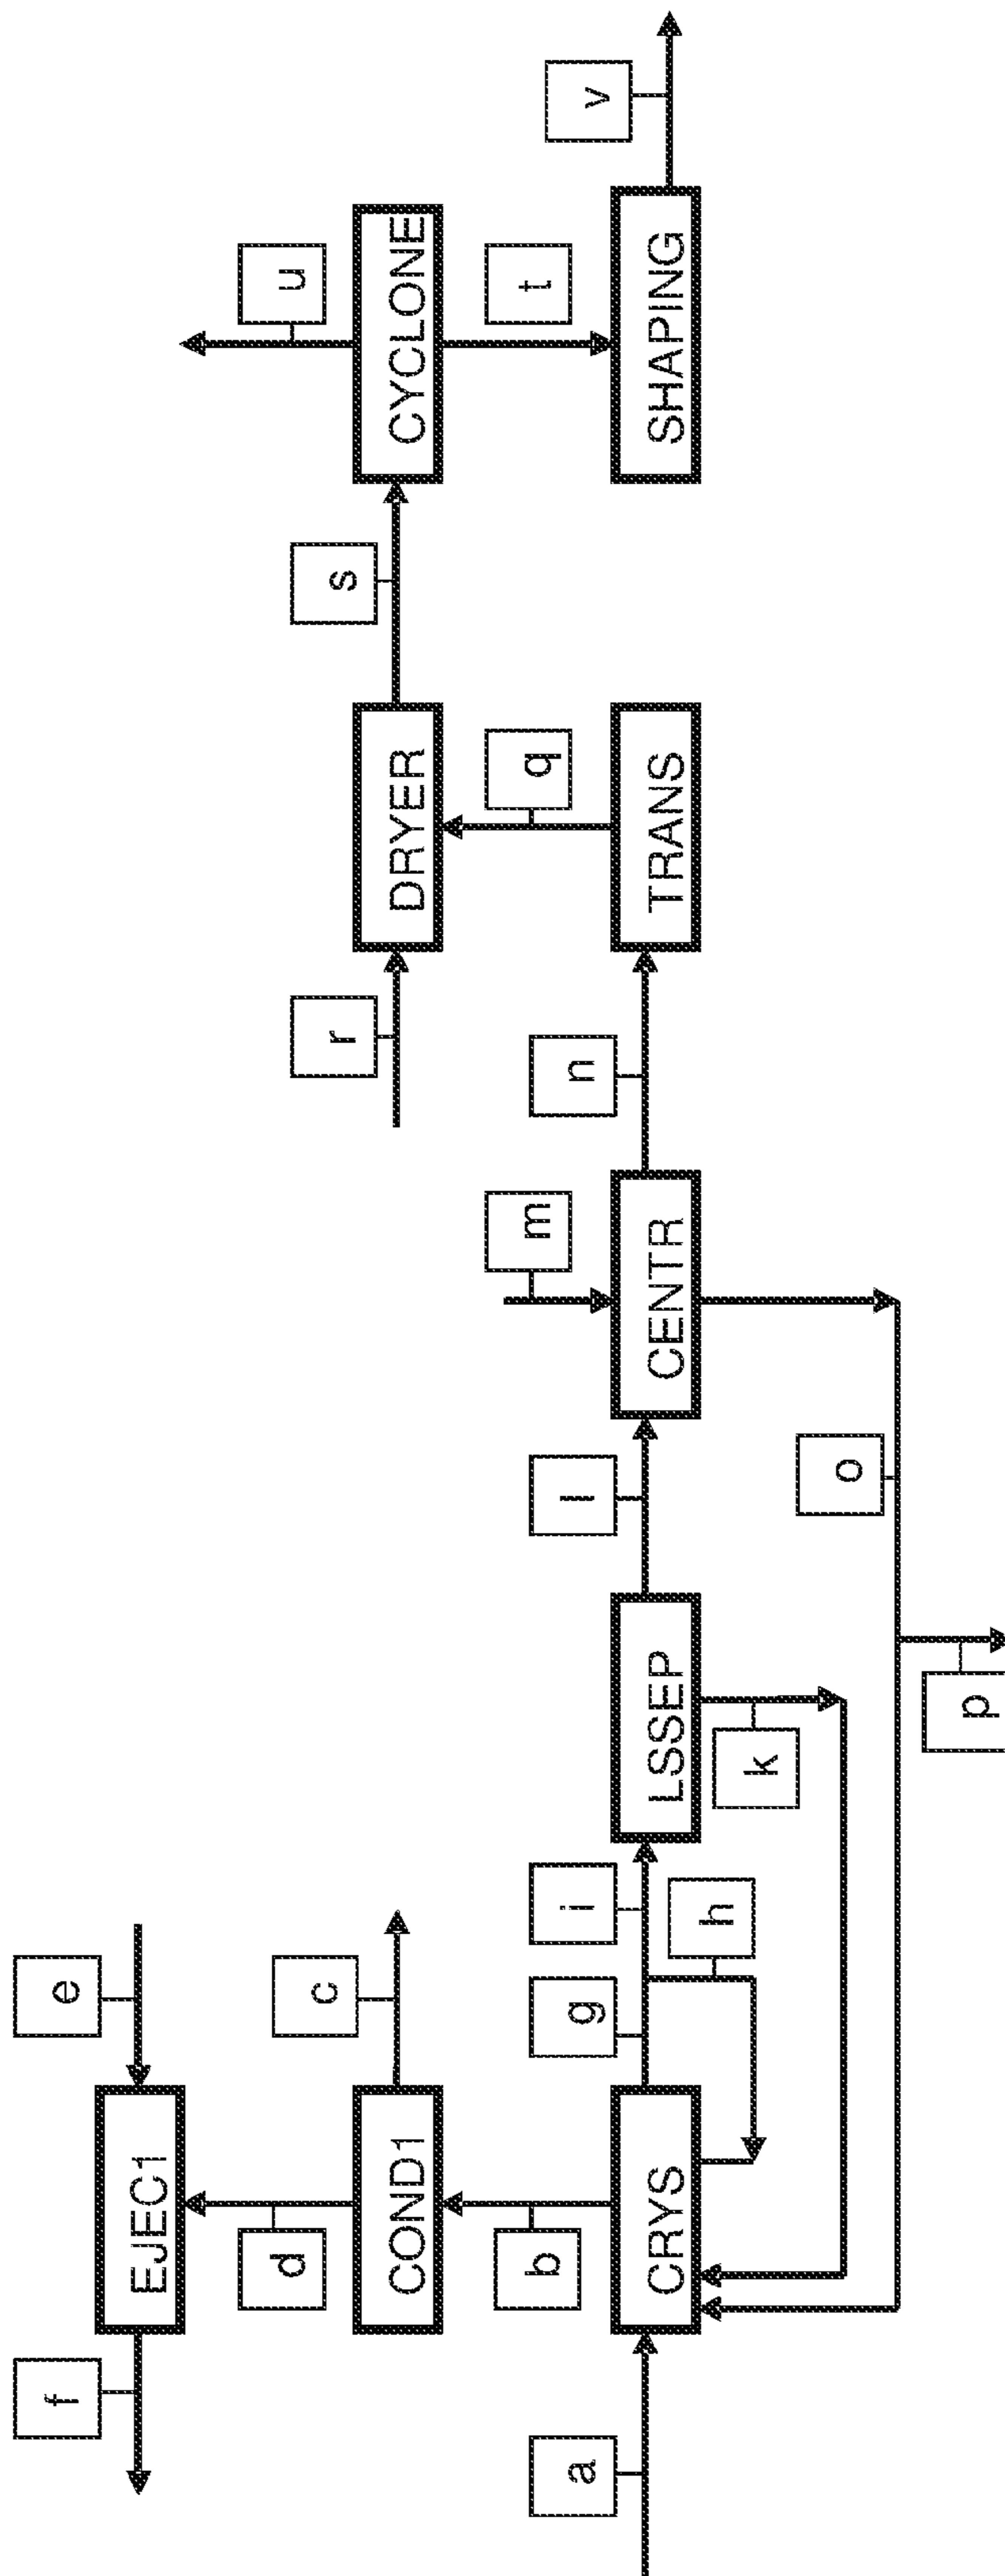 f
e
EJEC1
d
c
COND1
b
r
DRYER
s
u
CYCLONE
q
t
a
CRYS
g
i
h
LSSEP
k
l
m
CENTR
n
TRANS
SHAPING
v
o
p